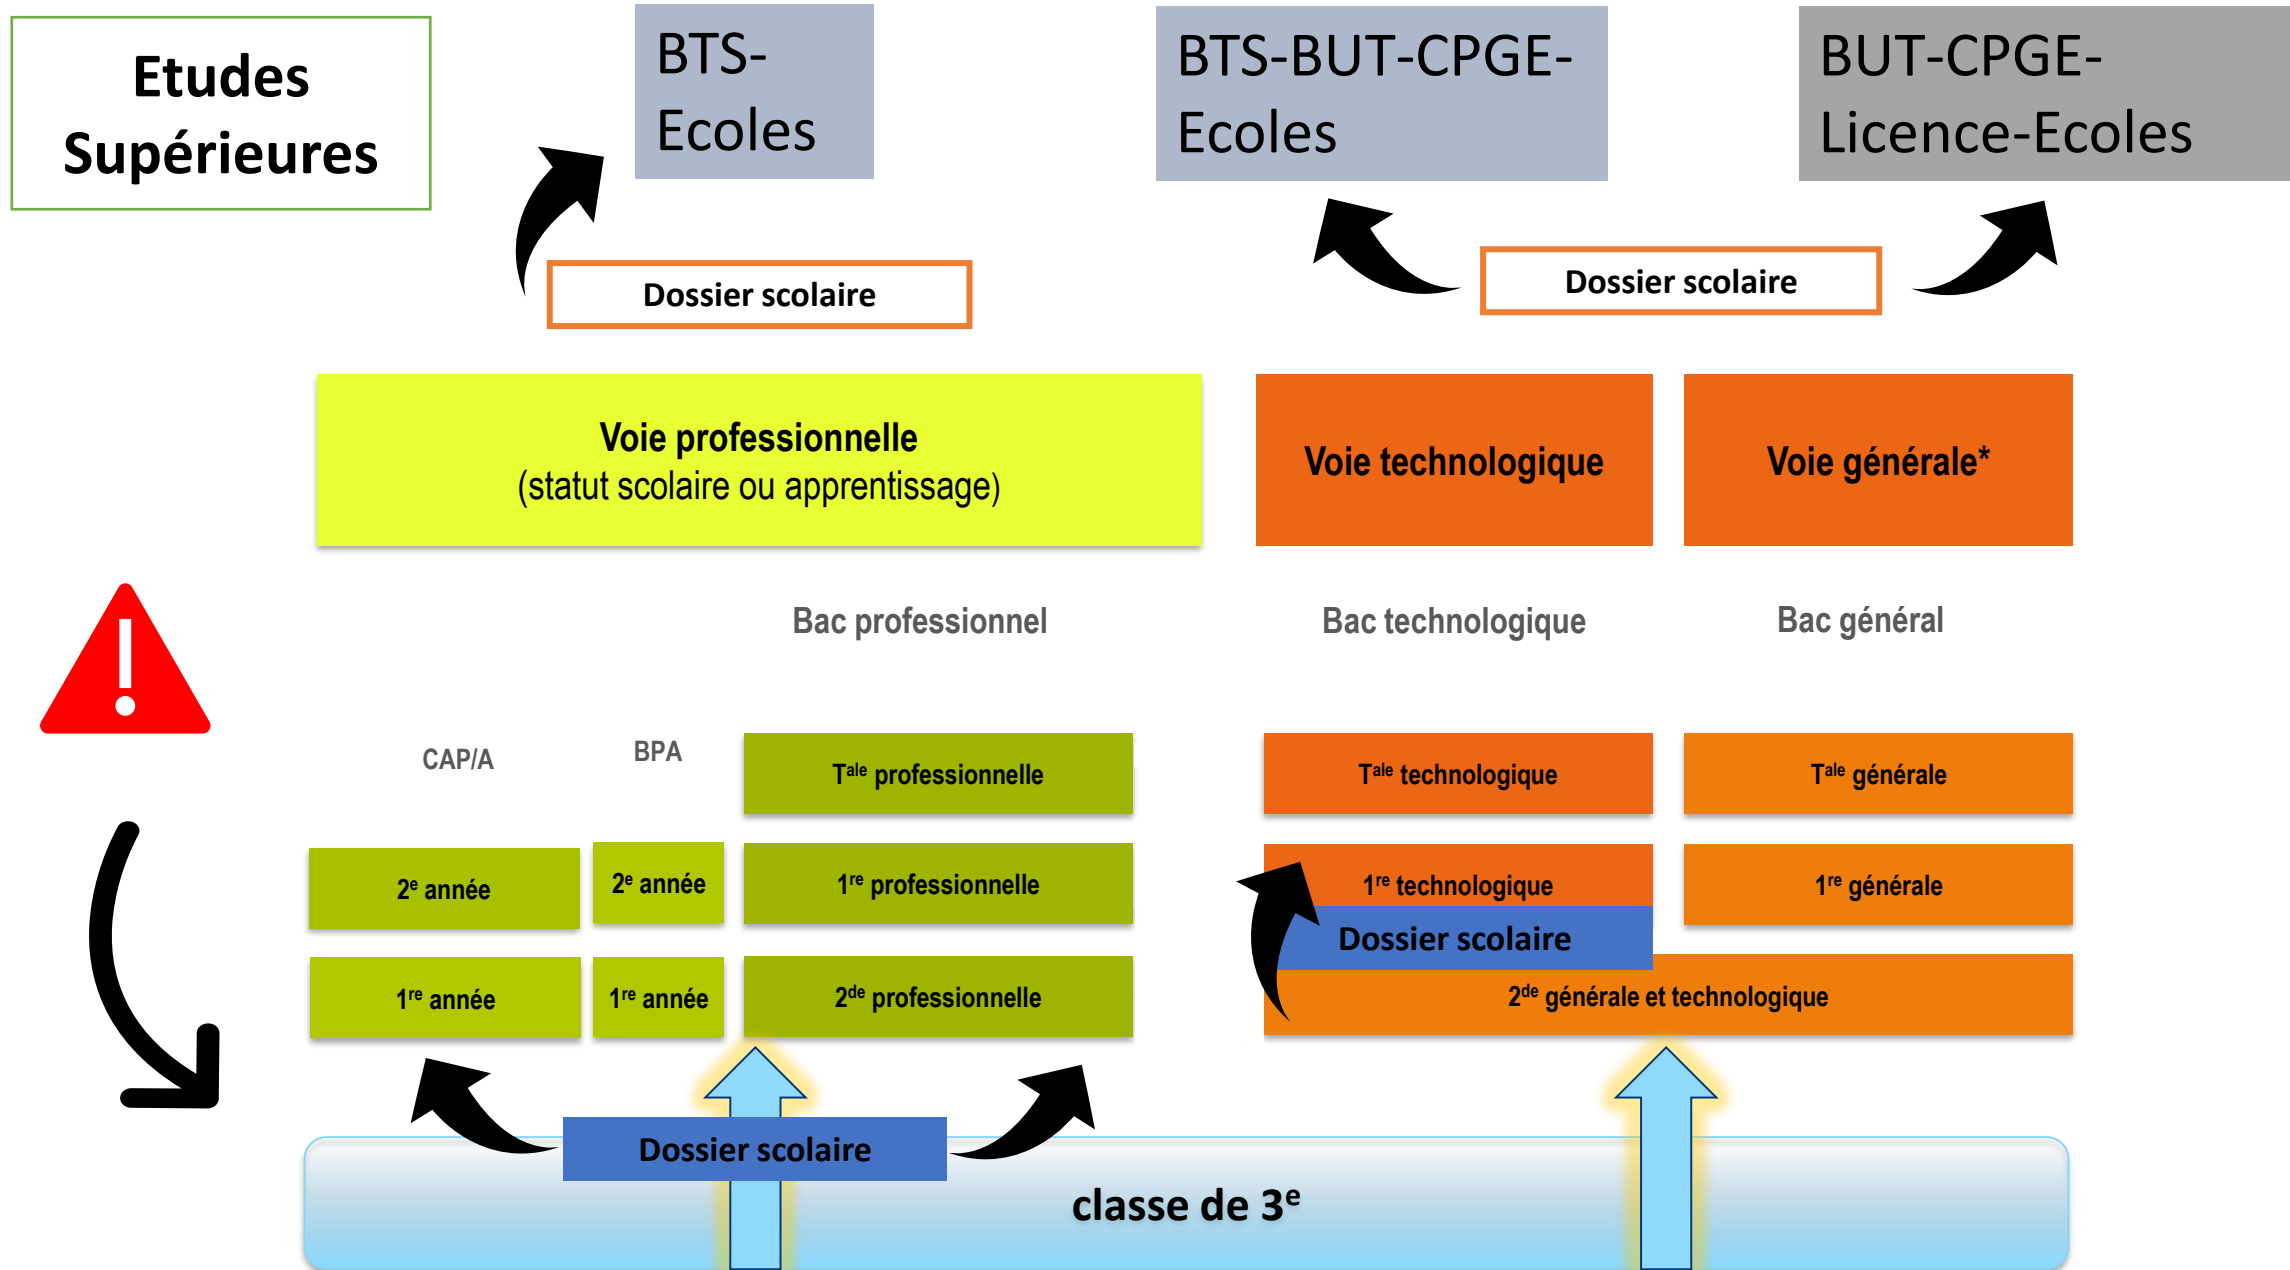 Etudes
Supérieures
BTS-
Ecoles
BTS-BUT-CPGE-
Ecoles
BUT-CPGE-
Licence-Ecoles
Dossier scolaire
Dossier scolaire
Voie professionnelle
(statut scolaire ou apprentissage)
Voie technologique
Voie générale*
Bac professionnel
Bac technologique
Bac général
CAP/A
BPA
Tale professionnelle
Tale technologique
Tale générale
2e année
2e année
1re professionnelle
1re technologique
1re générale
Dossier scolaire
1re année
1re année
2de professionnelle
2de générale et technologique
Dossier scolaire
classe de 3e